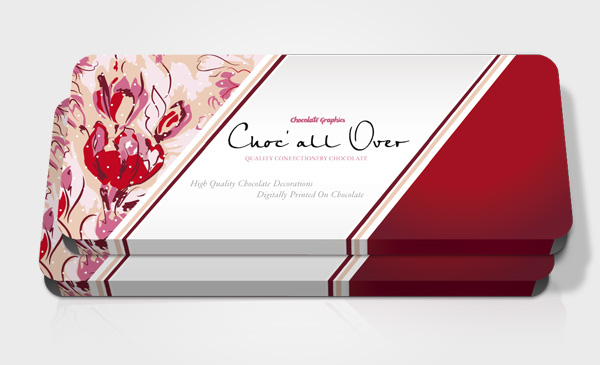 Chocolate Graphics
Choc'all Over
QUALITY CONFECTIONERY CHOCOLATE
High Quality Chocolate Decorations
Digitally Printed On Chocolate